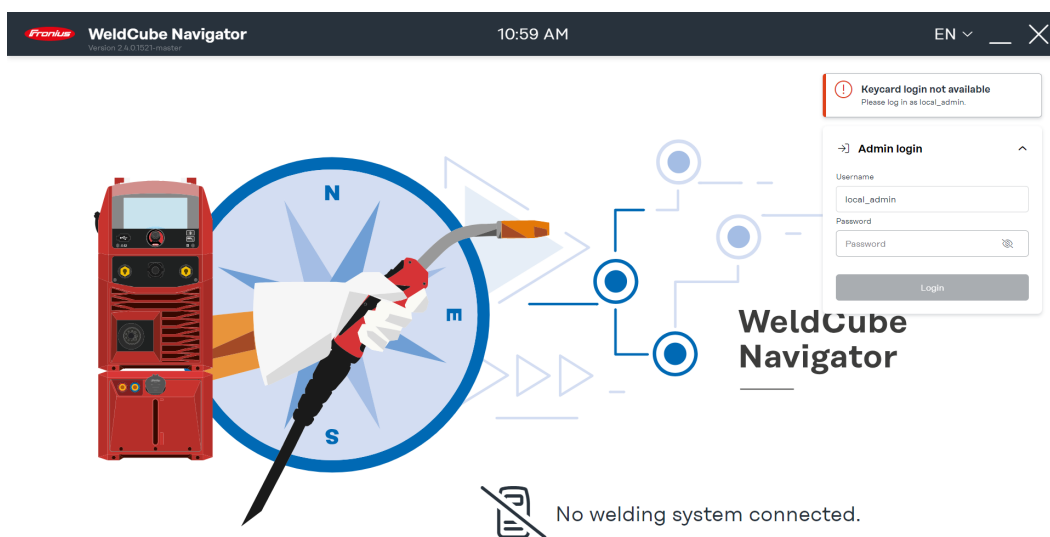 Fronius
WeldCube Navigator
Version 2.4.0.1521-master
10:59 AM
EN
Keycard login not available
Please log in as local_admin.
Admin login
Username
local_admin
Password
Password
Login
N
E
S
WeldCube
Navigator
No welding system connected.